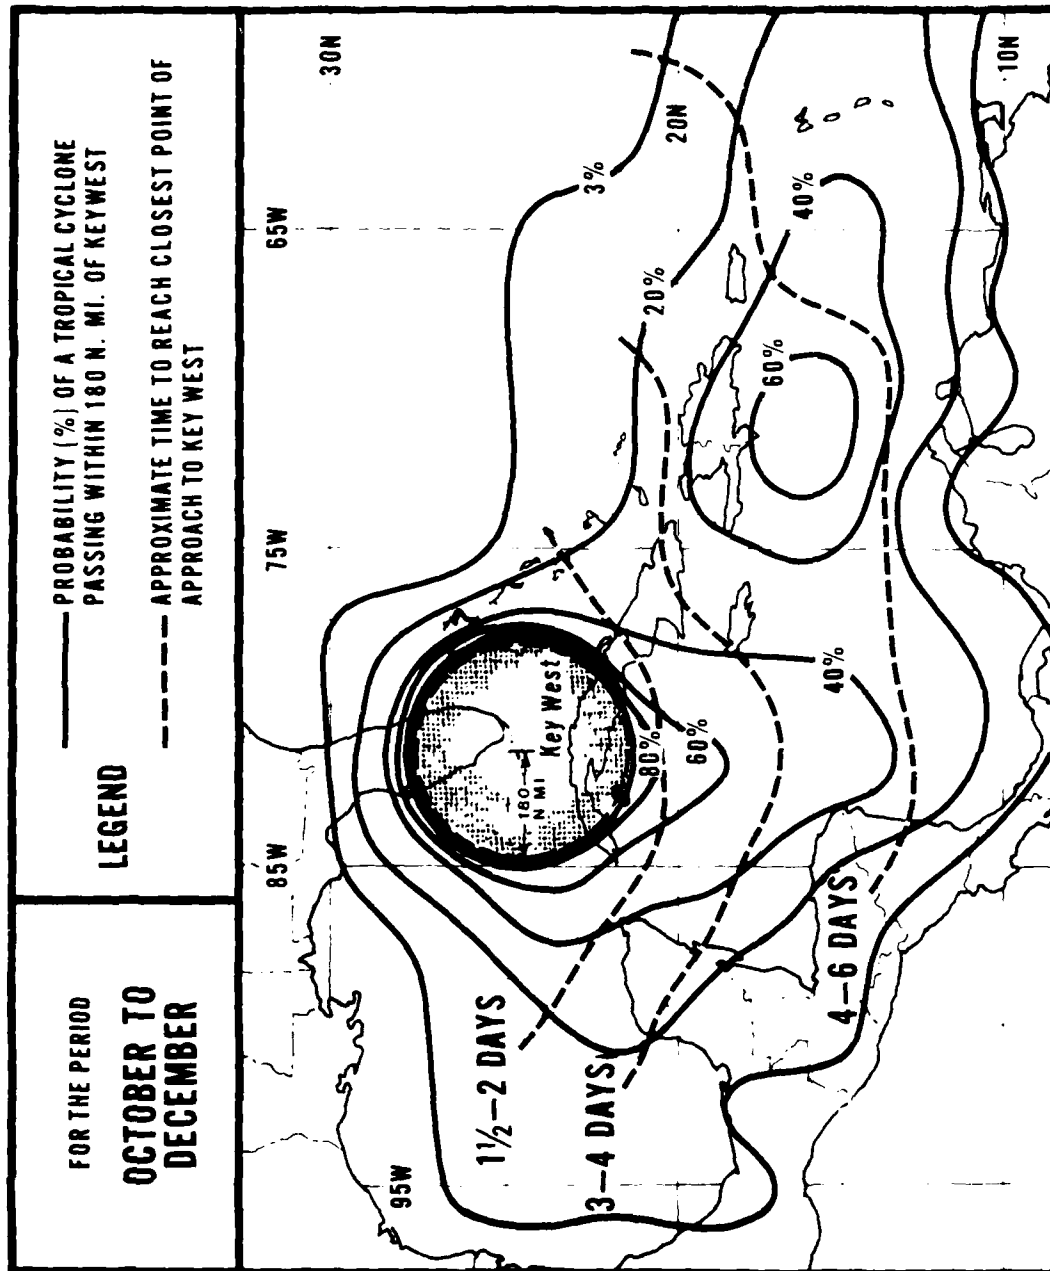 FOR THE PERIOD
OCTOBER TO
DECEMBER
LEGEND
PROBABILITY (%) OF A TROPICAL CYCLONE
PASSING WITHIN 180 N. MI. OF KEYWEST
APPROXIMATE TIME TO REACH CLOSEST POINT OF
APPROACH TO KEY WEST
95W
85W
75W
65W
30N
3%
180
N MI
Key West
1½-2 DAYS
80%
20%
20N
60%
3-4 DAYS
60%
40%
40%
4-6 DAYS
10N